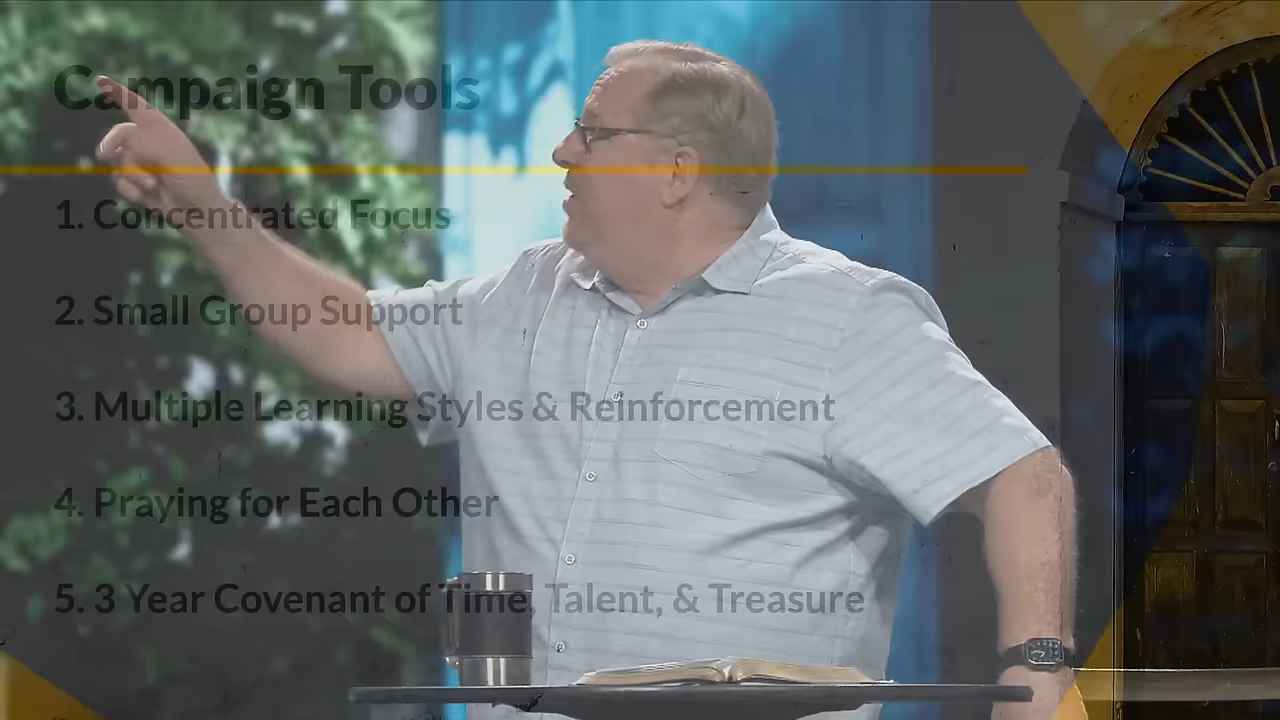 Campaign Tools
1. Concentrated Focus
2. Small Group Support
3. Multiple Learning Styles & Reinforcement
4. Praying for Each Other
5. 3 Year Covenant of Time, Talent, & Treasure